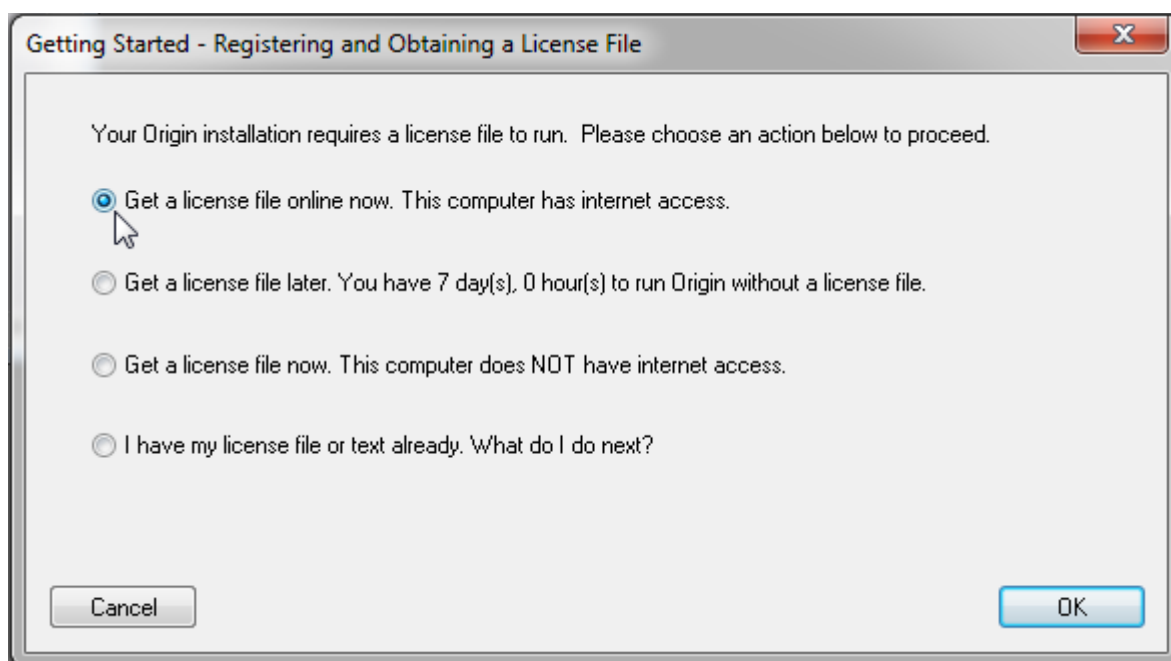 Getting Started - Registering and Obtaining a License File
Your Origin installation requires a license file to run.  Please choose an action below to proceed.
Get a license file online now. This computer has internet access.
Get a license file later. You have 7 day(s), 0 hour(s) to run Origin without a license file.
Get a license file now. This computer does NOT have internet access.
I have my license file or text already. What do I do next?
Cancel
OK